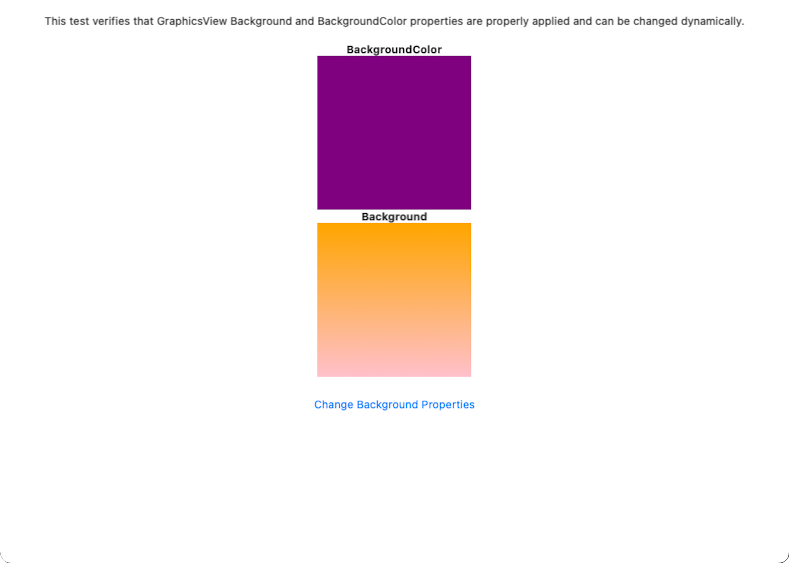 This test verifies that GraphicsView Background and BackgroundColor properties are properly applied and can be changed dynamically.
BackgroundColor
Background
Change Background Properties